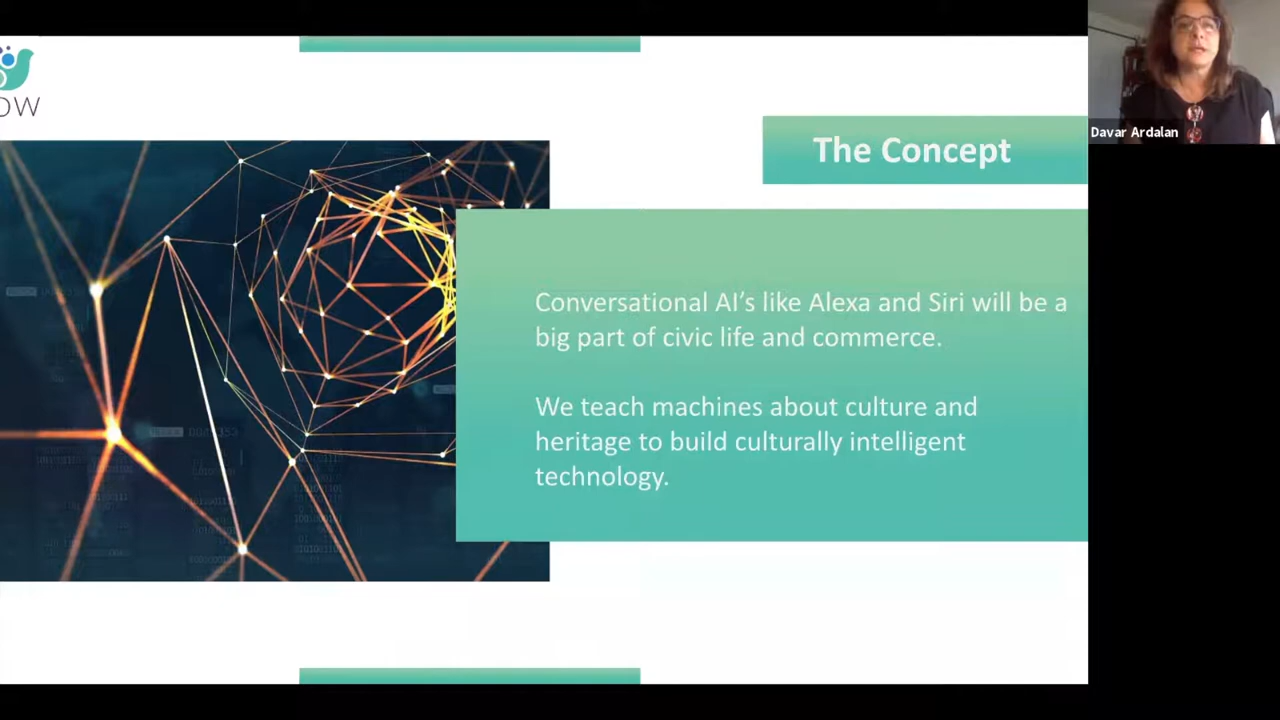 OW
The Concept
Davar Ardalan
Conversational AI's like Alexa and Siri will be a
big part of civic life and commerce.
We teach machines about culture and
heritage to build culturally intelligent
technology.